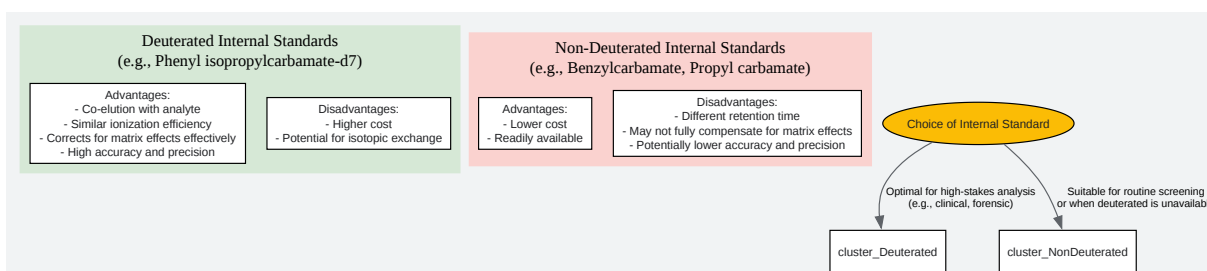 Deuterated Internal Standards
(e.g., Phenyl isopropylcarbamate-d7)
Advantages:
- Co-elution with analyte
- Similar ionization efficiency
- Corrects for matrix effects effectively
- High accuracy and precision
Disadvantages:
- Higher cost
- Potential for isotopic exchange
Non-Deuterated Internal Standards
(e.g., Benzylcarbamate, Propyl carbamate)
Advantages:
- Lower cost
- Readily available
Disadvantages:
- Different retention time
- May not fully compensate for matrix effects
- Potentially lower accuracy and precision
Choice of Internal Standard
Optimal for high-stakes analysis
(e.g., clinical, forensic)
Suitable for routine screening
or when deuterated is
cluster_Deuterated
cluster_NonDeuterated